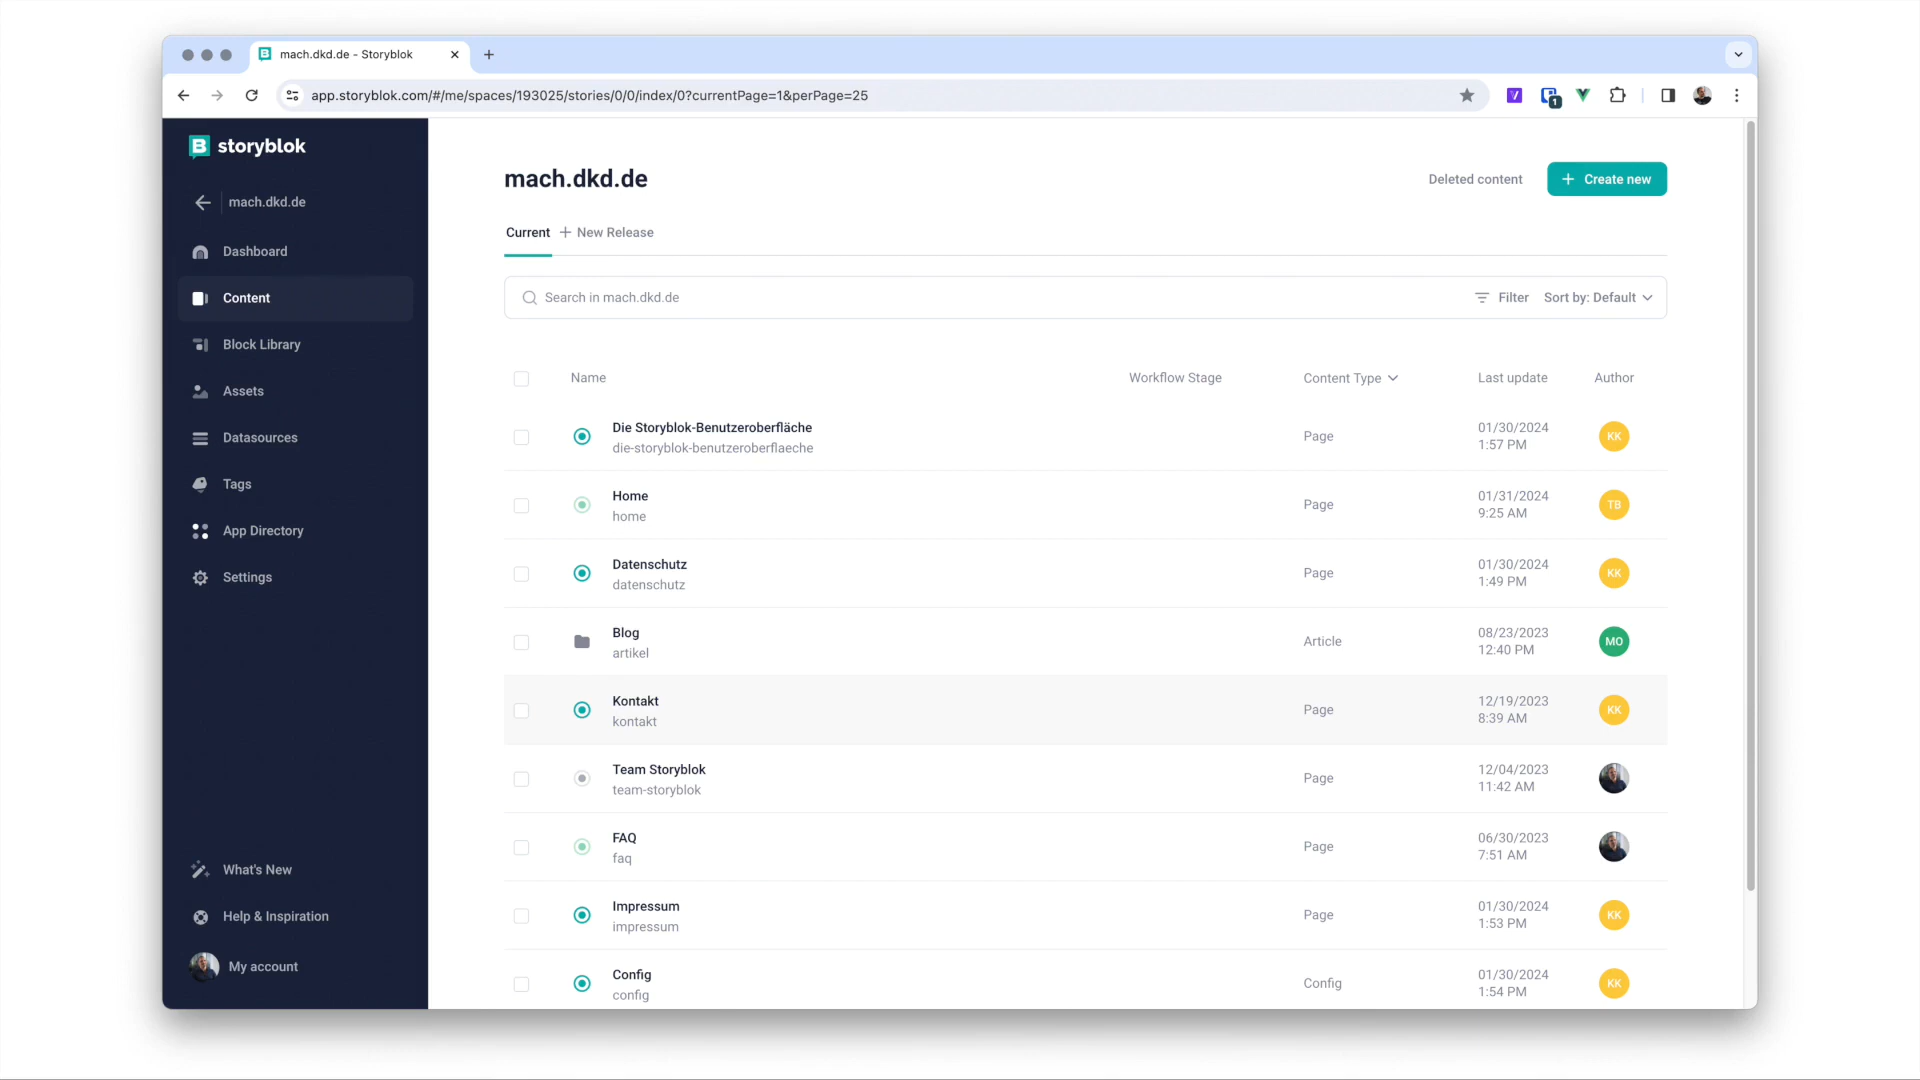 mach.dkd.de - Storyblok
app.storyblok.com/#/me/spaces/193025/stories/0/0/index/0?currentPage=1&perPage=25
1
B storyblok
mach.dkd.de
Dashboard
Content
Block Library
Assets
Datasources
Tags
App Directory
Settings
What's New
Help & Inspiration
My account
mach.dkd.de
Deleted content
Create new
Current
New Release
Search in mach.dkd.de
Filter
Sort by: Default
Name
Workflow Stage
Content Type
Last update
Author
Die Storyblok-Benutzeroberfläche
die-storyblok-benutzeroberflaeche
Page
01/30/2024
1:57 PM
KK
Home
home
Page
01/31/2024
9:25 AM
TB
Datenschutz
datenschutz
Page
01/30/2024
1:49 PM
KK
Blog
artikel
Article
08/23/2023
12:40 PM
MO
Kontakt
kontakt
Page
12/19/2023
8:39 AM
KK
Team Storyblok
team-storyblok
Page
12/04/2023
11:42 AM
FAQ
faq
Page
06/30/2023
7:51 AM
Impressum
impressum
Page
01/30/2024
1:53 PM
KK
Config
config
Config
01/30/2024
1:54 PM
KK